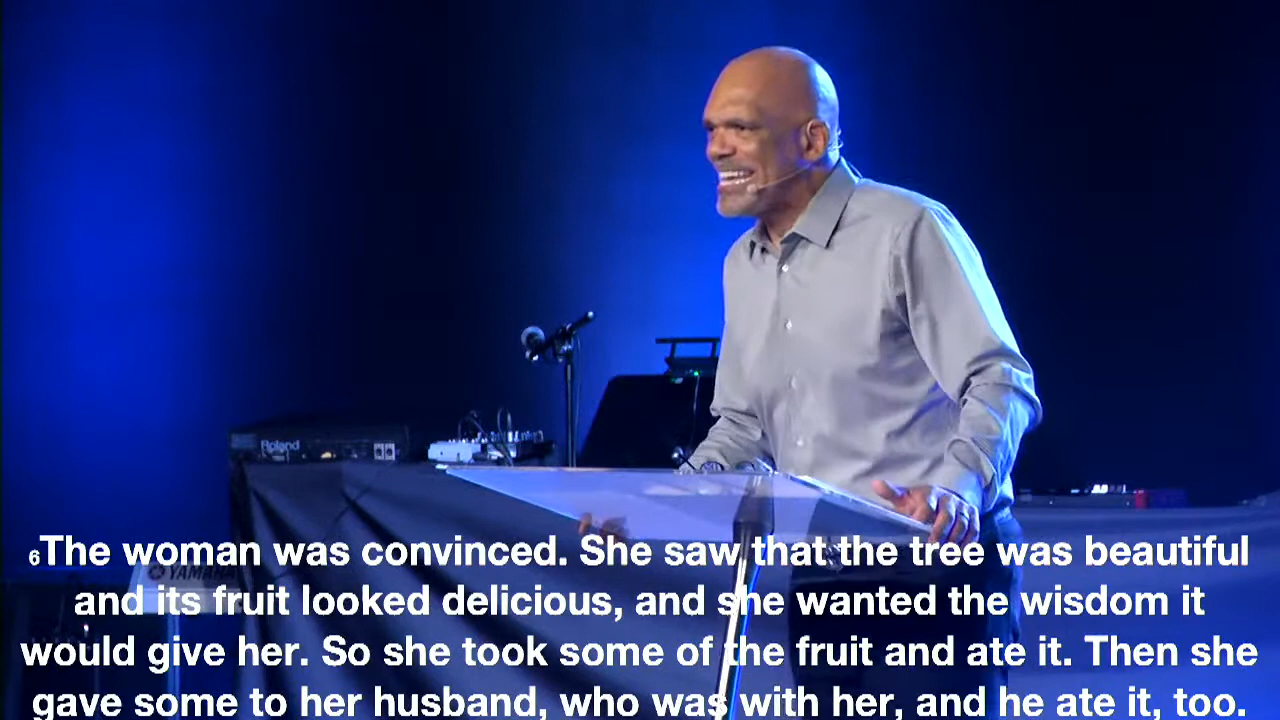 Roland
YAMAHA
6The woman was convinced. She saw that the tree was beautiful
and its fruit looked delicious, and she wanted the wisdom it
would give her. So she took some of the fruit and ate it. Then she
gave some to her husband, who was with her, and he ate it, too.